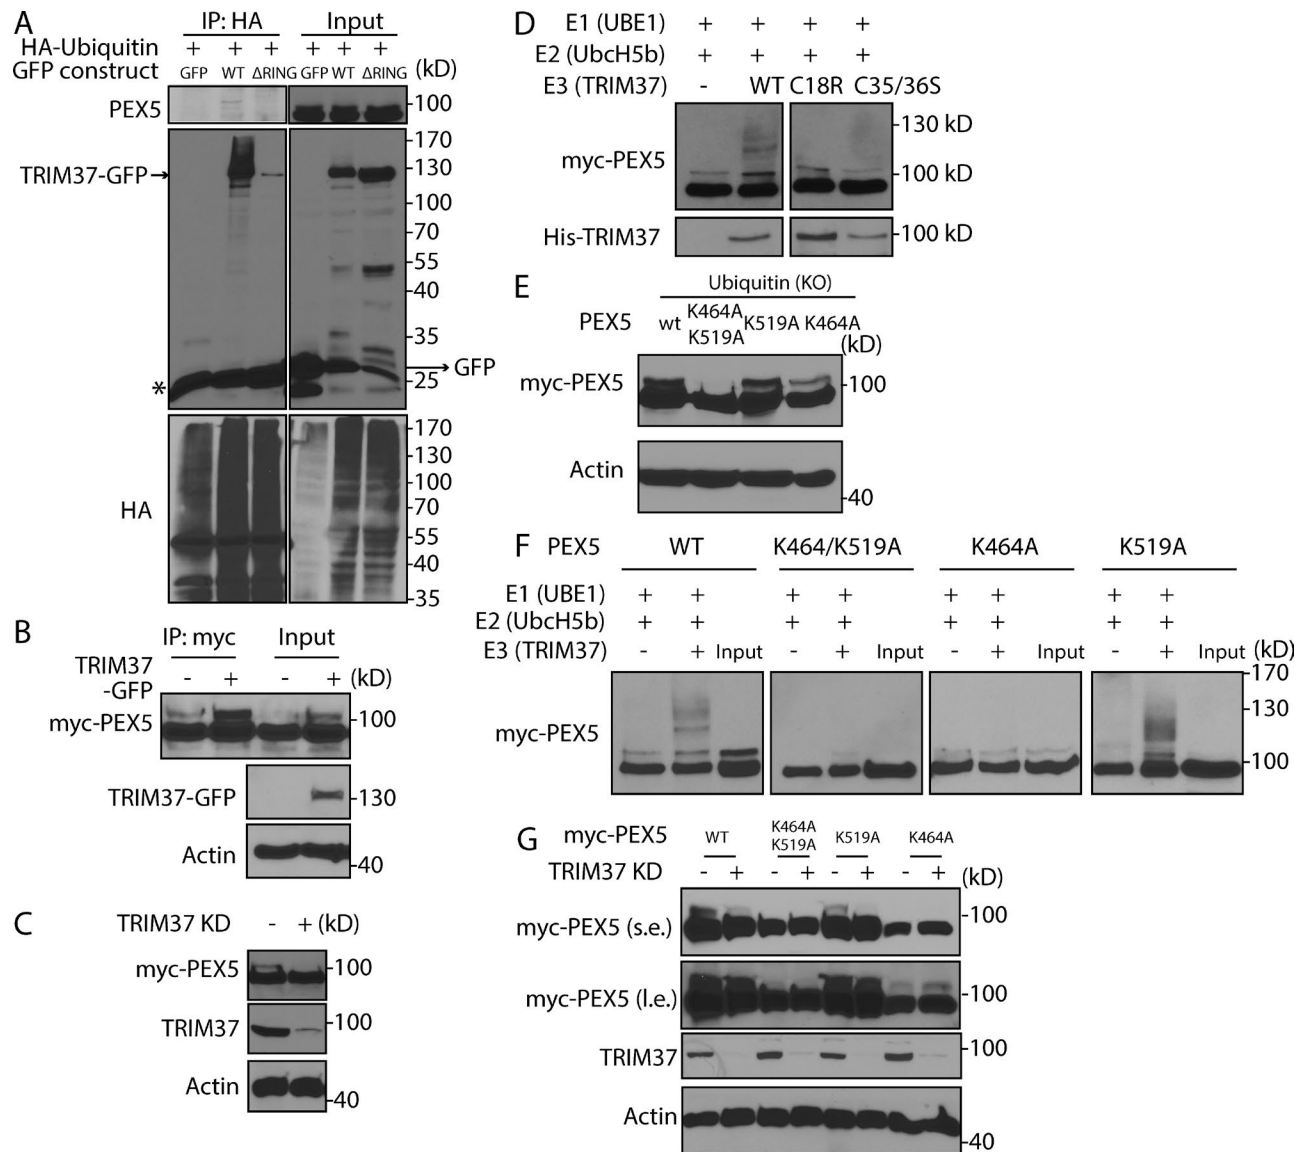 A
IP: HA Input
HA-Ubiquitin + + + + + +
GFP construct GFP WT ΔRING GFP WT ΔRING (kD)
PEX5
100
170
TRIM37-GFP 130
100
70
55
40
35
GFP
25
*
HA
170
130
100
70
55
40
35
B
IP: myc Input
TRIM37
-GFP - + - + (kD)
myc-PEX5 100
TRIM37-GFP 130
Actin
40
C
TRIM37 KD - + (kD)
myc-PEX5 100
TRIM37 100
Actin
40
D
E1 (UBE1) + + + +
E2 (UbcH5b) + + + +
E3 (TRIM37) - WT C18R C35/36S
130 kD
myc-PEX5
100 kD
His-TRIM37 100 kD
E
Ubiquitin (KO)
PEX5 wt K464A K519A K519A K464A
(kD)
myc-PEX5 100
Actin
40
F
PEX5 WT K464/K519A K464A K519A
E1 (UBE1) + + + + + + + +
E2 (UbcH5b) + + + + + + + +
E3 (TRIM37) - + Input - + Input - + Input - + Input (kD)
170
130
myc-PEX5
100
G
myc-PEX5 WT K464A K519A K519A K464A
TRIM37 KD - + - + - + - + (kD)
myc-PEX5 (s.e.) 100
myc-PEX5 (l.e.) 100
TRIM37 100
Actin
40